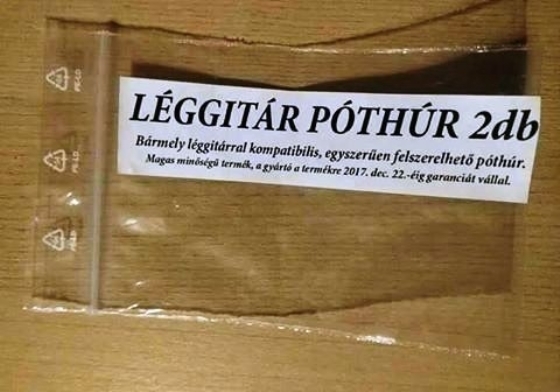 LÉGGITÁR PÓTHÚR 2db
Bármely léggitárral kompatibilis, egyszerűen felszerelhető póthúr.
Magas minőségű termék, a gyártó a termékre 2017. dec. 22.-éig garanciát vállal.